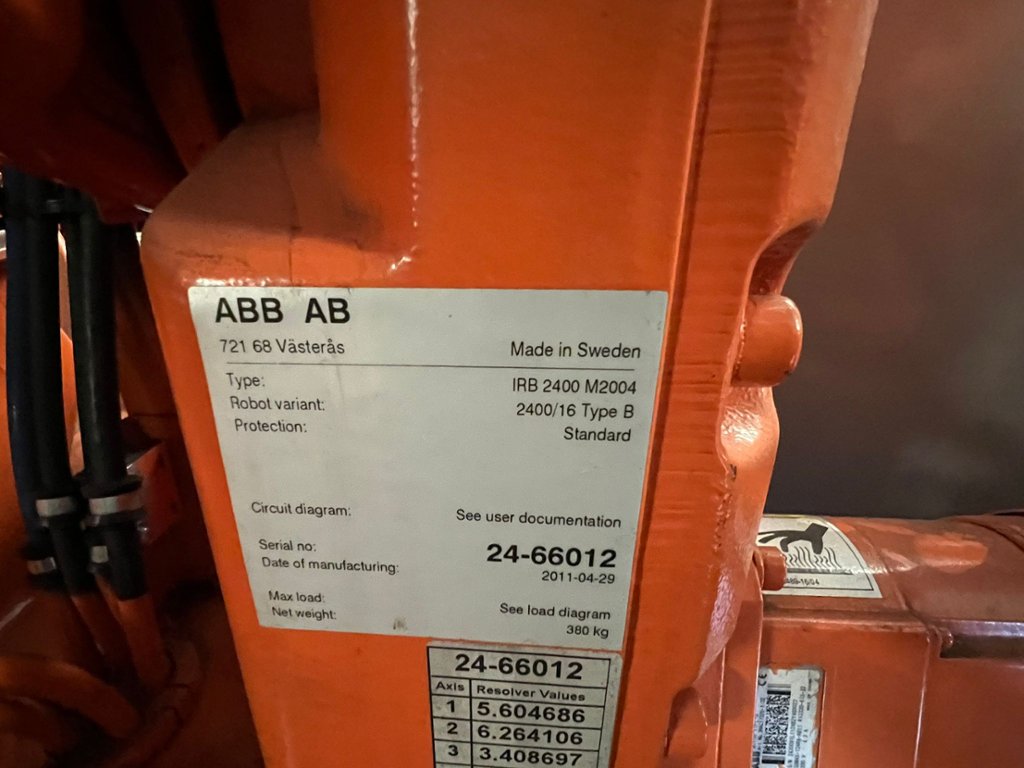 ABB AB
721 68 Västerås
Made in Sweden
Type: IRB 2400 M2004
Robot variant: 2400/16 Type B
Protection: Standard
Circuit diagram: See user documentation
Serial no: 24-66012
Date of manufacturing: 2011-04-29
Max load: See load diagram
Net weight: 380 kg
24-66012
Axis Resolver Values
1 5.604686
2 6.264106
3 3.408697